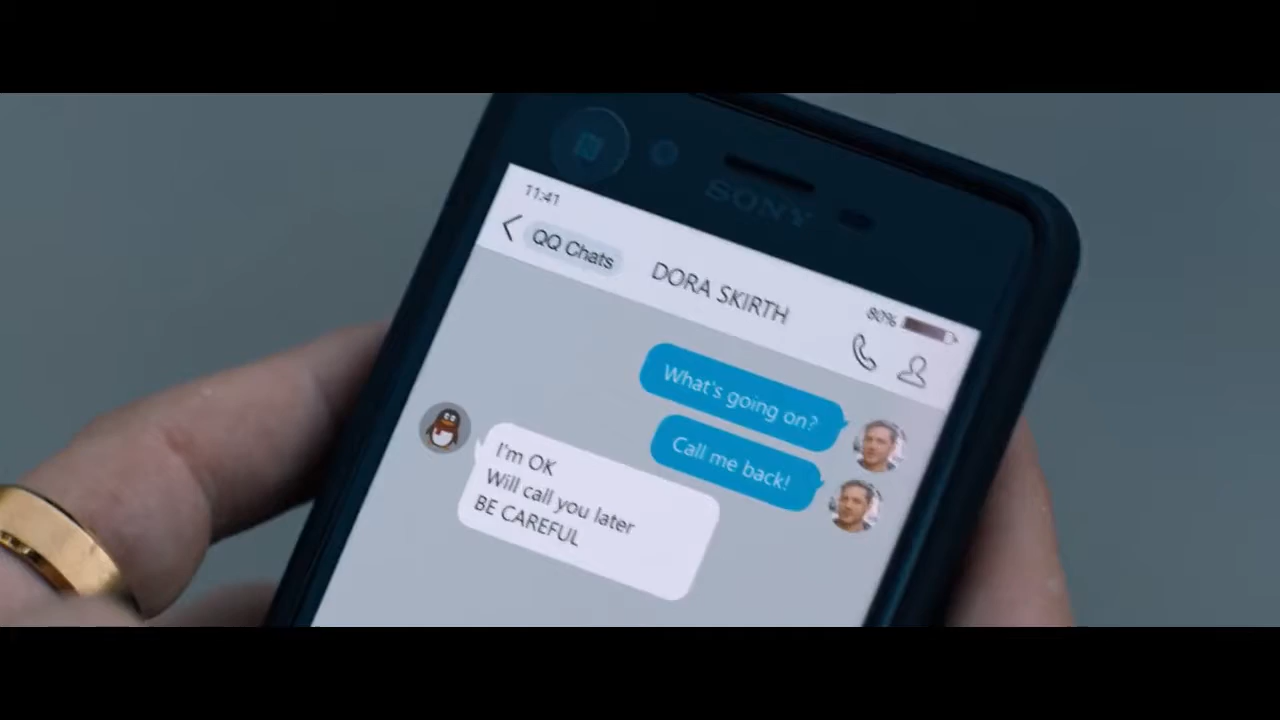 SONY
11:41
QQ Chats
DORA SKIRTH
80%
What's going on?
Call me back!
I'm OK
Will call you later
BE CAREFUL